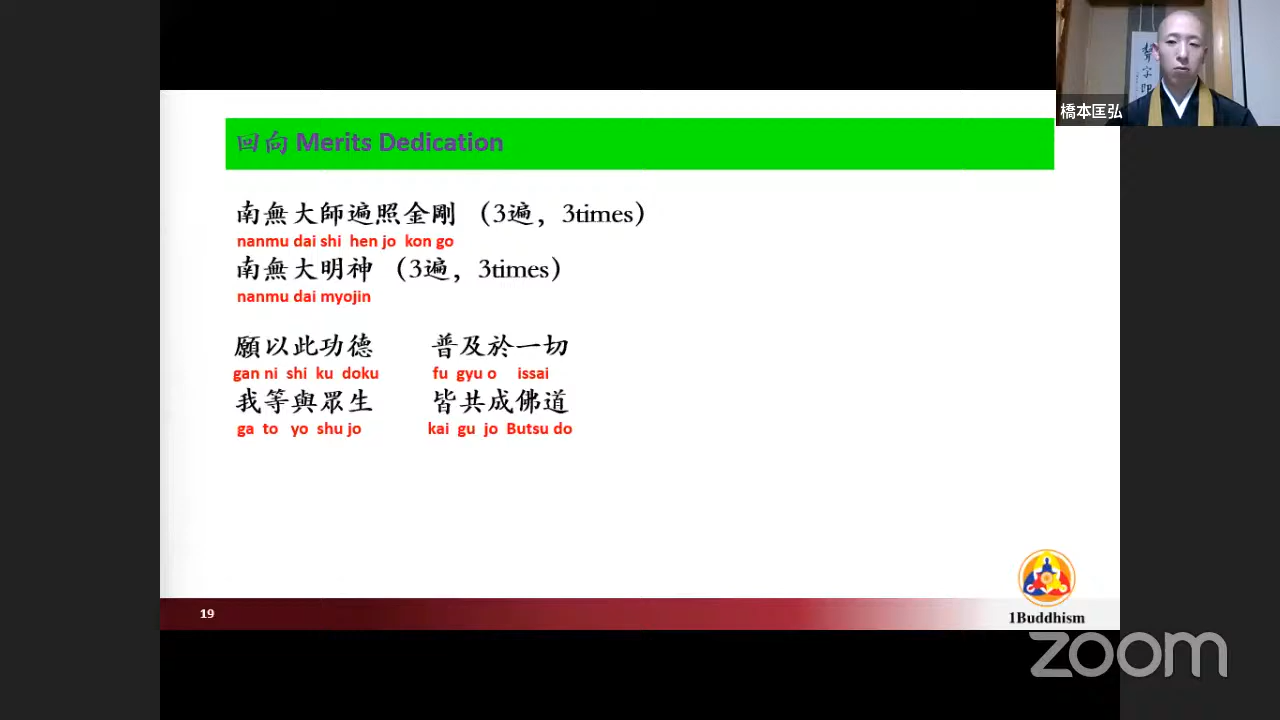 回向 Merits Dedication
南無大師遍照金剛 （3遍，3times）
nanmu dai shi hen jo kon go
南無大明神 （3遍，3times）
nanmu dai myojin
願以此功德 普及於一切
gan ni shi ku doku fu gyu o issai
我等與眾生 皆共成佛道
ga to yo shu jo kai gu jo Butsu do
19
1Buddhism
zoom
橋本匡弘
聲字